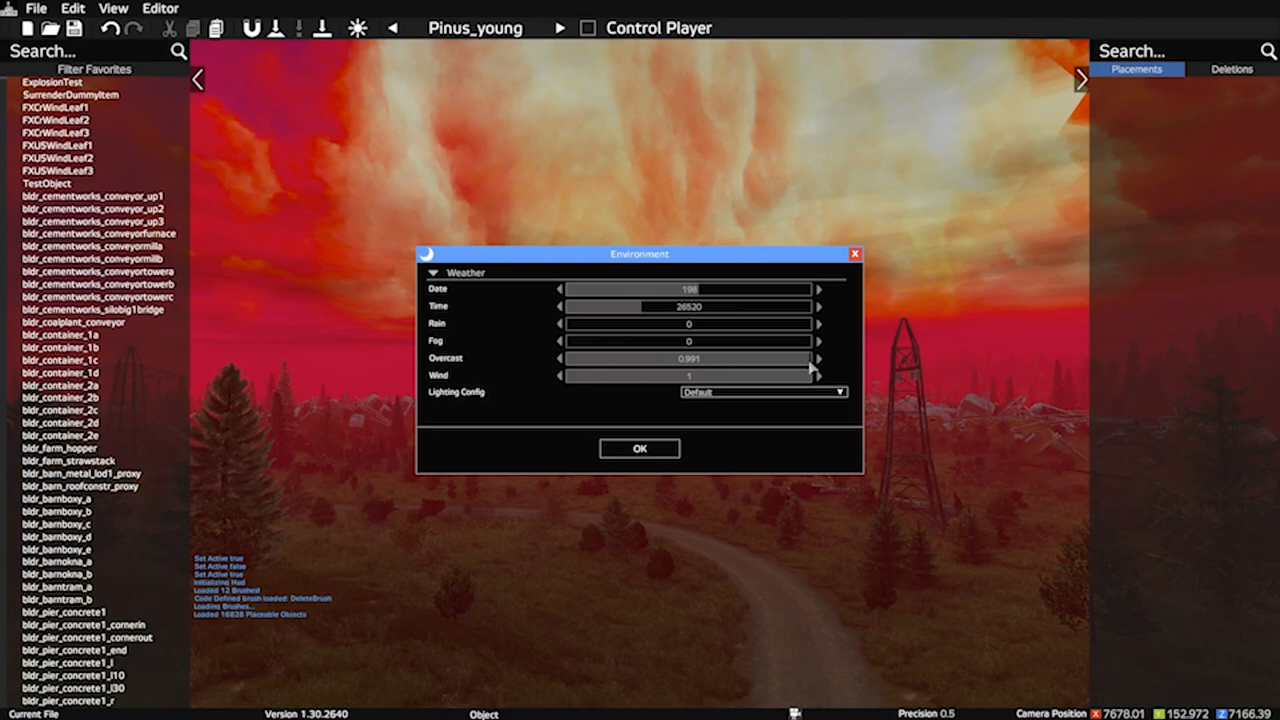 File Edit View Editor
Pinus_young Control Player
Search...
Filter Favorites
ExplosionTest
SurrenderDummyItem
FXCrWindLeaf1
FXCrWindLeaf2
FXCrWindLeaf3
FXUSWindLeaf1
FXUSWindLeaf2
FXUSWindLeaf3
TestObject
bldr_cementworks_conveyor_up1
bldr_cementworks_conveyor_up2
bldr_cementworks_conveyor_up3
bldr_cementworks_conveyorfurnace
bldr_cementworks_conveyormilla
bldr_cementworks_conveyormillb
bldr_cementworks_conveyortowera
bldr_cementworks_conveyortowerb
bldr_cementworks_conveyortowerc
bldr_cementworks_silobig1bridge
bldr_coalplant_conveyor
bldr_container_1a
bldr_container_1b
bldr_container_1c
bldr_container_1d
bldr_container_2a
bldr_container_2b
bldr_container_2c
bldr_container_2d
bldr_container_2e
bldr_farm_hopper
bldr_farm_strawstack
bldr_barn_metal_lod1_proxy
bldr_barn_roofconstr_proxy
bldr_barnboxy_a
bldr_barnboxy_b
bldr_barnboxy_c
bldr_barnboxy_d
bldr_barnboxy_e
bldr_barnokna_a
bldr_barnokna_b
bldr_barntram_a
bldr_barntram_b
bldr_pier_concrete1
bldr_pier_concrete1_cornerin
bldr_pier_concrete1_cornerout
bldr_pier_concrete1_end
bldr_pier_concrete1_l
bldr_pier_concrete1_l10
bldr_pier_concrete1_l30
bldr_pier_concrete1_r
Environment
Weather
Date 198
Time 26520
Rain 0
Fog 0
Overcast 0.991
Wind 1
Lighting Config Default
OK
Set Active true
Set Active false
Set Active true
Initializing Hud
Loaded 12 Brushes!
Code Defined brush loaded: DeleteBrush
Loading Brushes...
Loaded 16828 Placeable Objects
Search...
Placements Deletions
Current File Version 1.30.2640 Object Precision 0.5 Camera Position X 7678.01 Y 152.972 Z 7166.39